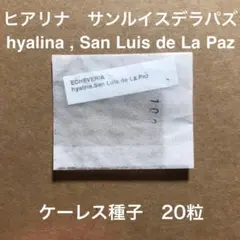 ヒアリナ　サンルイスデラパズ
hyalina , San Luis de La Paz
ECHEVERIA
hyalina,San Luis de La Paz
ケーレス種子　20粒